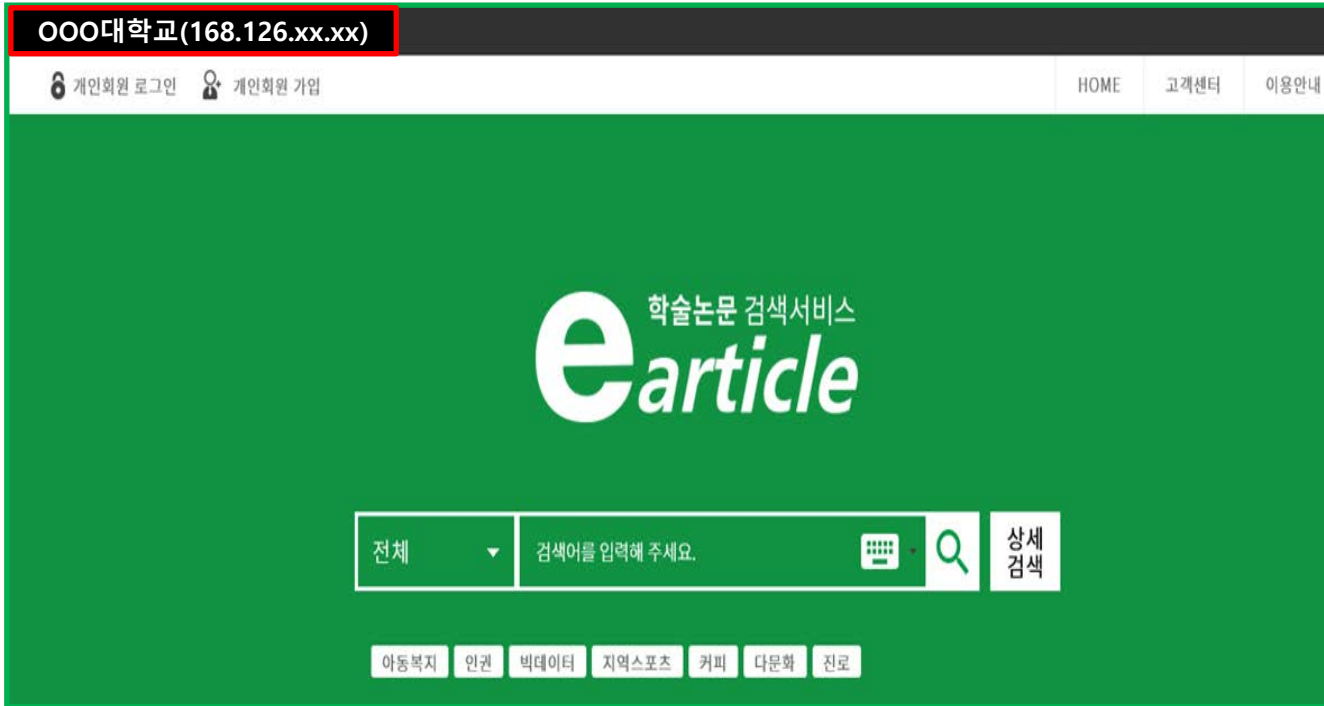 OOO대학교(168.126.xx.xx)
개인회원 로그인 개인회원 가입 HOME 고객센터 이용안내
학술논문 검색서비스
earticle
전체 검색어를 입력해 주세요. 상세
검색
아동복지 인권 빅데이터 지역스포츠 커피 다문화 진로